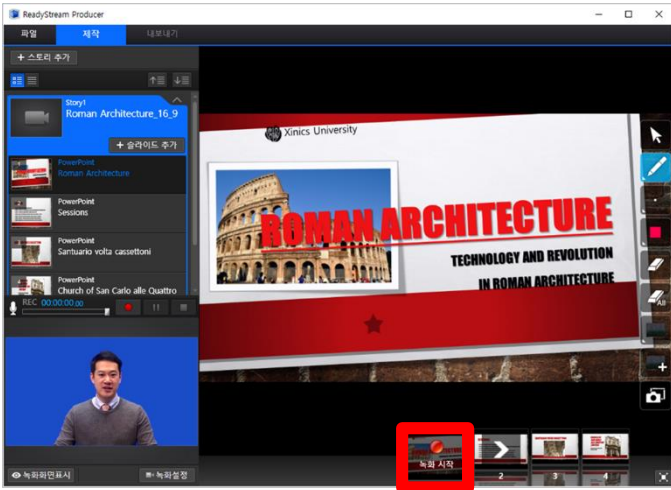 ReadyStream Producer
파일
제작
내보내기
+ 스토리 추가
Story1
Roman Architecture_16_9
+ 슬라이드 추가
PowerPoint
Roman Architecture
PowerPoint
Sessions
PowerPoint
Santuario volta cassettoni
PowerPoint
Church of San Carlo alle Quattro
REC 00:00:00.00
녹화화면표시
녹화설정
Xinics University
ROMAN ARCHITECTURE
TECHNOLOGY AND REVOLUTION
IN ROMAN ARCHITECTURE
All
녹화 시작
2
3
4